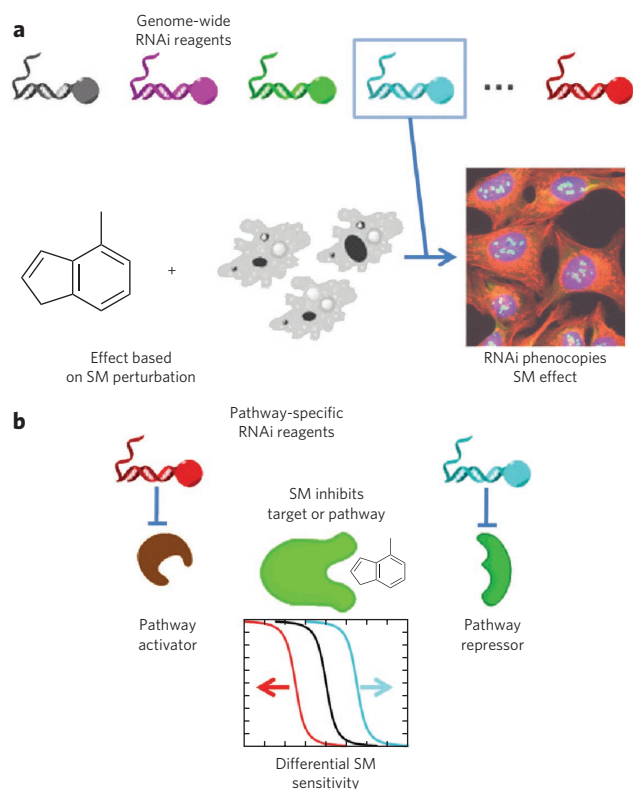 a
Genome-wide
RNAi reagents
...
+
Effect based
on SM perturbation
RNAi phenocopies
SM effect
b
Pathway-specific
RNAi reagents
SM inhibits
target or pathway
Pathway
activator
Pathway
repressor
Differential SM
sensitivity